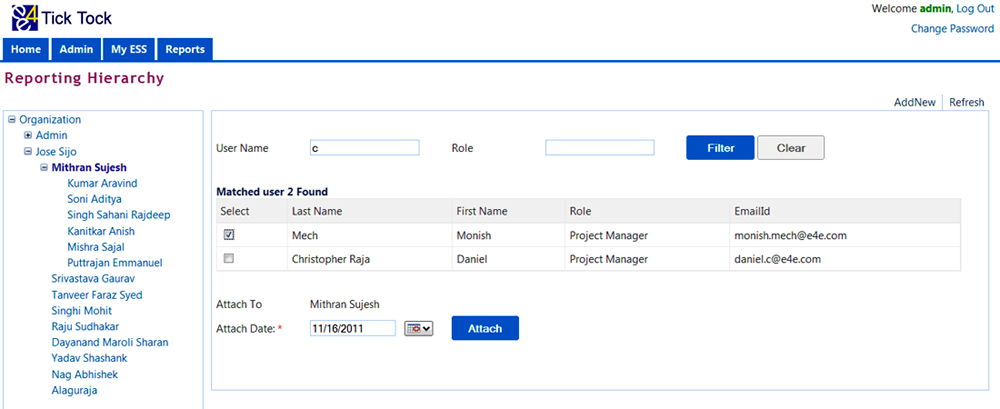 e4e Tick Tock
Welcome admin, Log Out
Change Password
Home Admin My ESS Reports
Reporting Hierarchy
AddNew Refresh
Organization
Admin
Jose Sijo
Mithran Sujesh
Kumar Aravind
Soni Aditya
Singh Sahani Rajdeep
Kanitkar Anish
Mishra Sajal
Puttrajan Emmanuel
Srivastava Gaurav
Tanveer Faraz Syed
Singhi Mohit
Raju Sudhakar
Dayanand Maroli Sharan
Yadav Shashank
Nag Abhishek
Alaguraja
User Name c Role Filter Clear
Matched user 2 Found
Select Last Name First Name Role EmailId
Mech Monish Project Manager monish.mech@e4e.com
Christopher Raja Daniel Project Manager daniel.c@e4e.com
Attach To Mithran Sujesh
Attach Date: * 11/16/2011 Attach